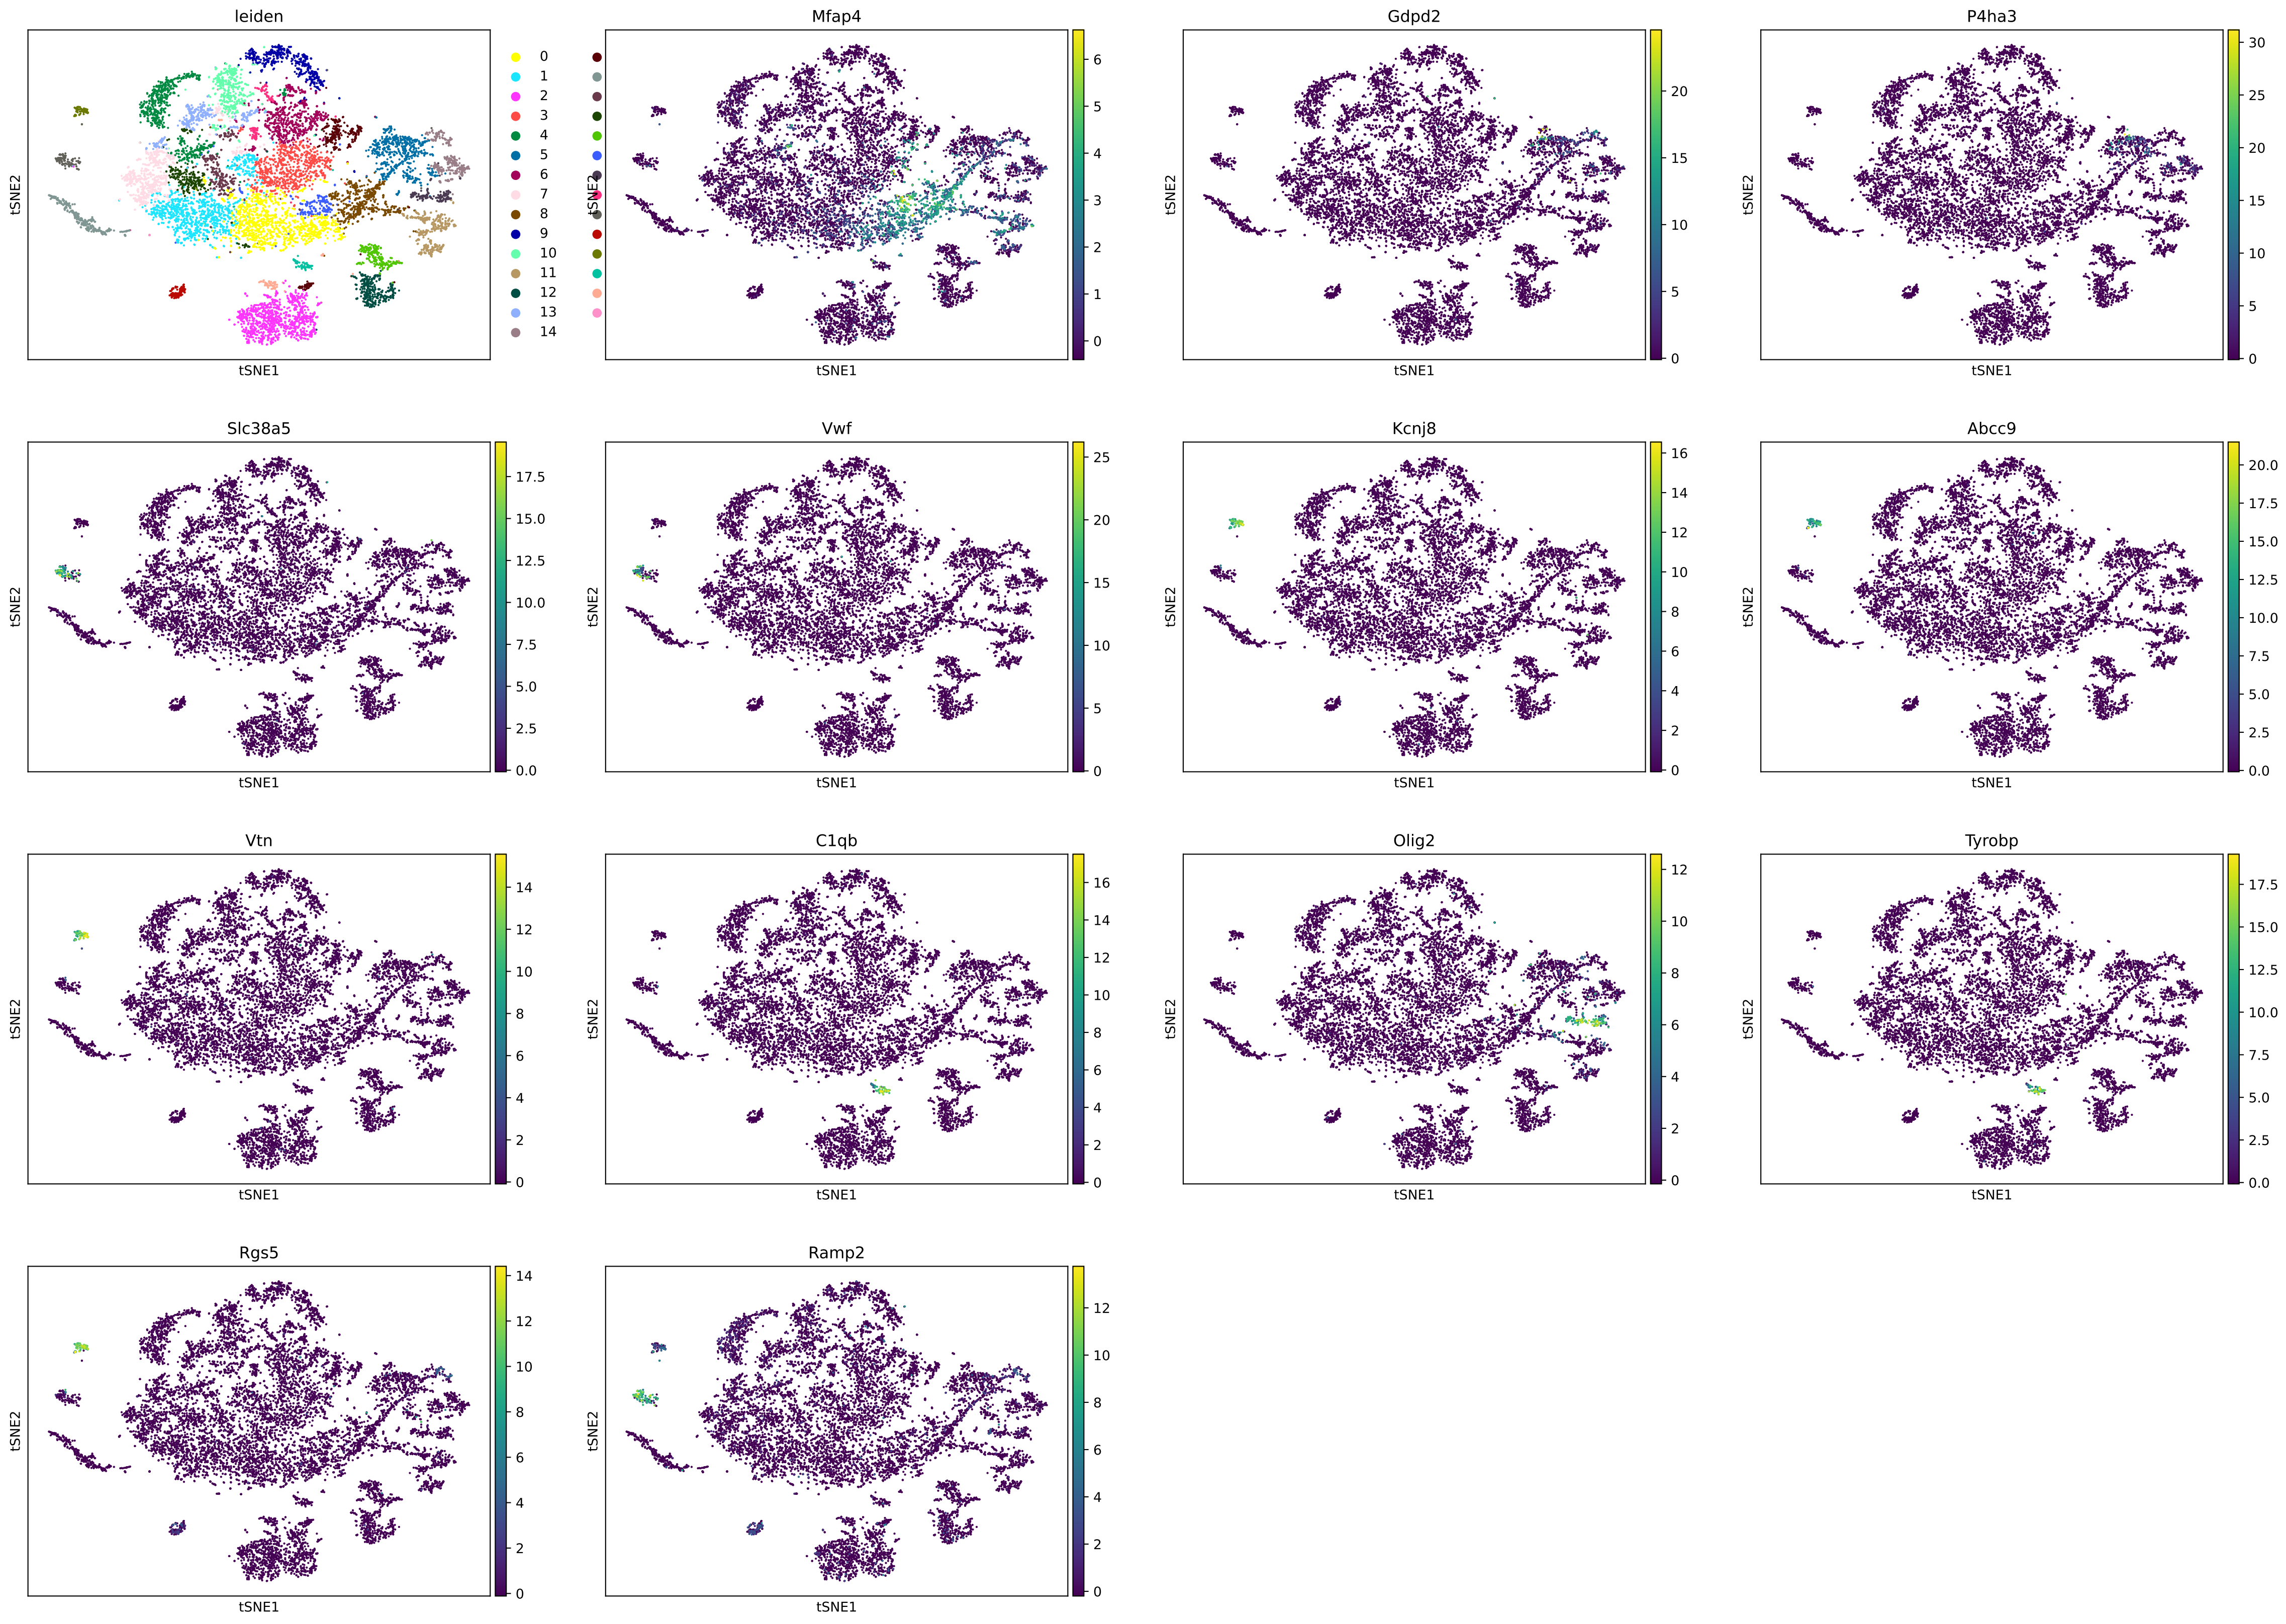 leiden
tSNE2
tSNE1
0
1
2
3
4
5
6
7
8
9
10
11
12
13
14
Mfap4
tSNE2
tSNE1
6
5
4
3
2
1
0
Gdpd2
tSNE2
tSNE1
20
15
10
5
0
P4ha3
tSNE2
tSNE1
30
25
20
15
10
5
0
Slc38a5
tSNE2
tSNE1
17.5
15.0
12.5
10.0
7.5
5.0
2.5
0.0
Vwf
tSNE2
tSNE1
25
20
15
10
5
0
Kcnj8
tSNE2
tSNE1
16
14
12
10
8
6
4
2
0
Abcc9
tSNE2
tSNE1
20.0
17.5
15.0
12.5
10.0
7.5
5.0
2.5
0.0
Vtn
tSNE2
tSNE1
14
12
10
8
6
4
2
0
C1qb
tSNE2
tSNE1
16
14
12
10
8
6
4
2
0
Olig2
tSNE2
tSNE1
12
10
8
6
4
2
0
Tyrobp
tSNE2
tSNE1
17.5
15.0
12.5
10.0
7.5
5.0
2.5
0.0
Rgs5
tSNE2
tSNE1
14
12
10
8
6
4
2
0
Ramp2
tSNE2
tSNE1
12
10
8
6
4
2
0